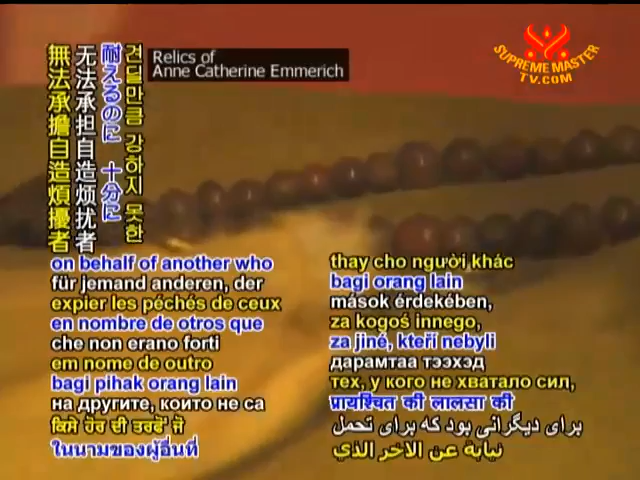 SUPREME MASTER
TV.COM
Relics of
Anne Catherine Emmerich
無法承擔自造煩擾者
无法承担自造烦扰者
耐えるのに 十分に
견딜만큼 강하지 못한
on behalf of another who
für jemand anderen, der
expier les péchés de ceux
en nombre de otros que
che non erano forti
em nome de outro
bagi pihak orang lain
на другите, които не са
ਕਿਸੇ ਹੋਰ ਦੀ ਤਰਫੋਂ ਜੋ
ในนามของผู้อื่นที่
thay cho người khác
bagi orang lain
mások érdekében,
za kogoś innego,
za jiné, kteří nebyli
дарамтаа тээхэд
тех, у кого не хватало сил,
प्रायश्चित की लालसा की
برای دیگرانی بود که برای تحمل
نيابة عن الآخر الذي